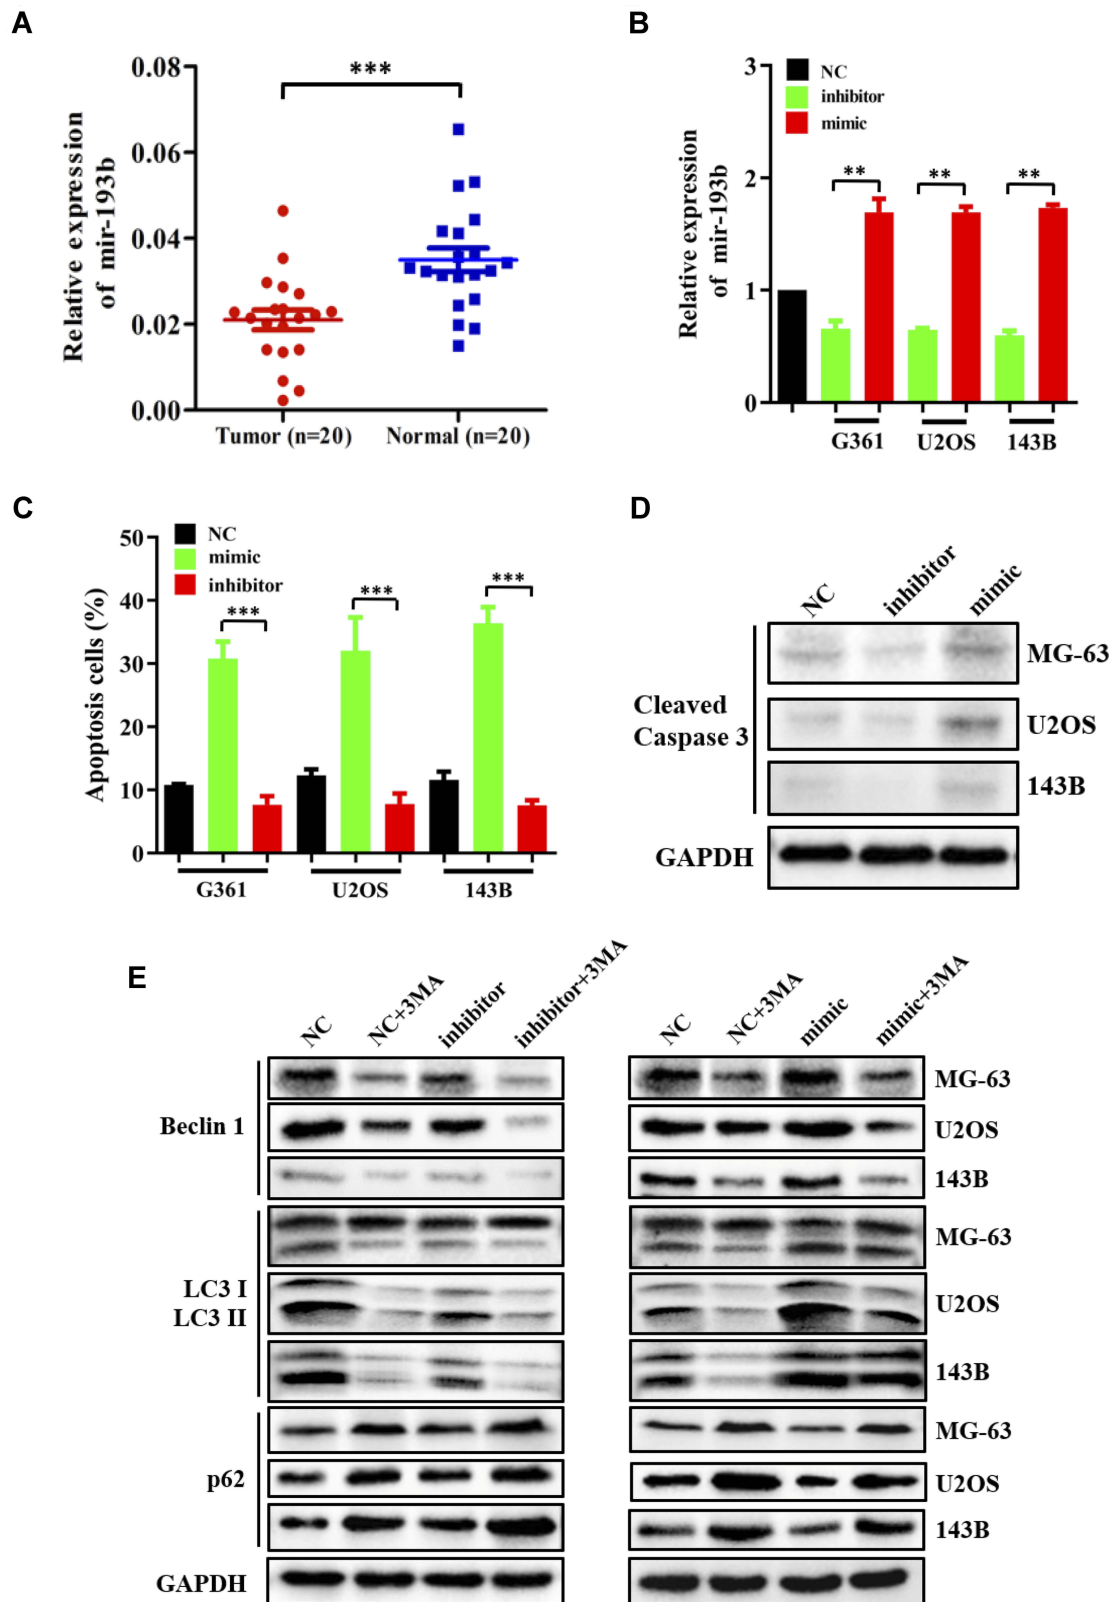 A
0.08
0.06
0.04
0.02
0.00
Relative expression
of mir-193b
***
Tumor (n=20)
Normal (n=20)
B
3
2
1
0
Relative expression
of mir-193b
NC
inhibitor
mimic
**
**
**
G361
U2OS
143B
C
50
40
30
20
10
0
Apoptosis cells (%)
NC
mimic
inhibitor
***
***
***
G361
U2OS
143B
D
NC
inhibitor
mimic
Cleaved
Caspase 3
MG-63
U2OS
143B
GAPDH
E
NC
NC+3MA
inhibitor
inhibitor+3MA
NC
NC+3MA
mimic
mimic+3MA
Beclin 1
MG-63
U2OS
143B
LC3 I
LC3 II
MG-63
U2OS
143B
p62
MG-63
U2OS
143B
GAPDH